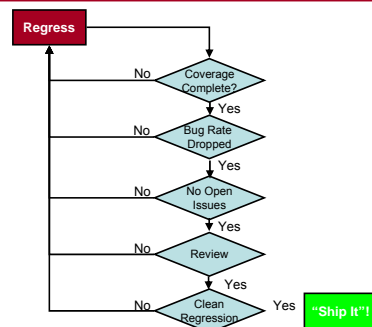 Regress
No
Coverage
Complete?
Yes
No
Bug Rate
Dropped
Yes
No
No Open
Issues
Yes
No
Review
Yes
No
Clean
Regression
Yes
"Ship It"!